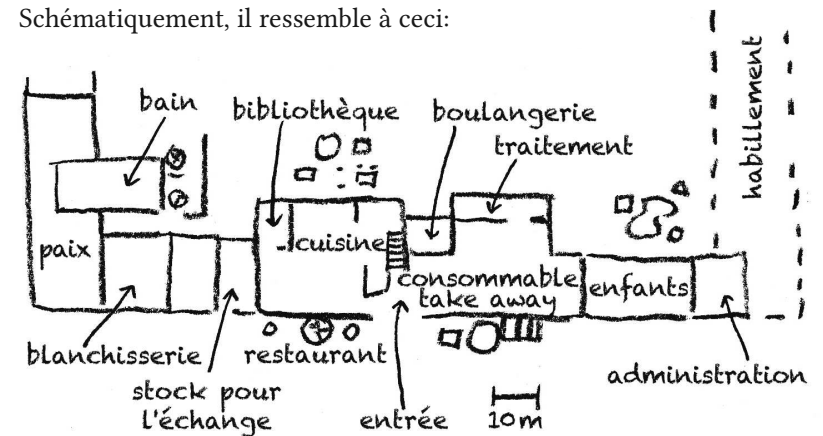 Schématiquement, il ressemble à ceci:
bain
bibliothèque
boulangerie
traitement
habillement
paix
cuisine
consommable
take away
enfants
blanchisserie
restaurant
administration
stock pour
l'échange
entrée
10m